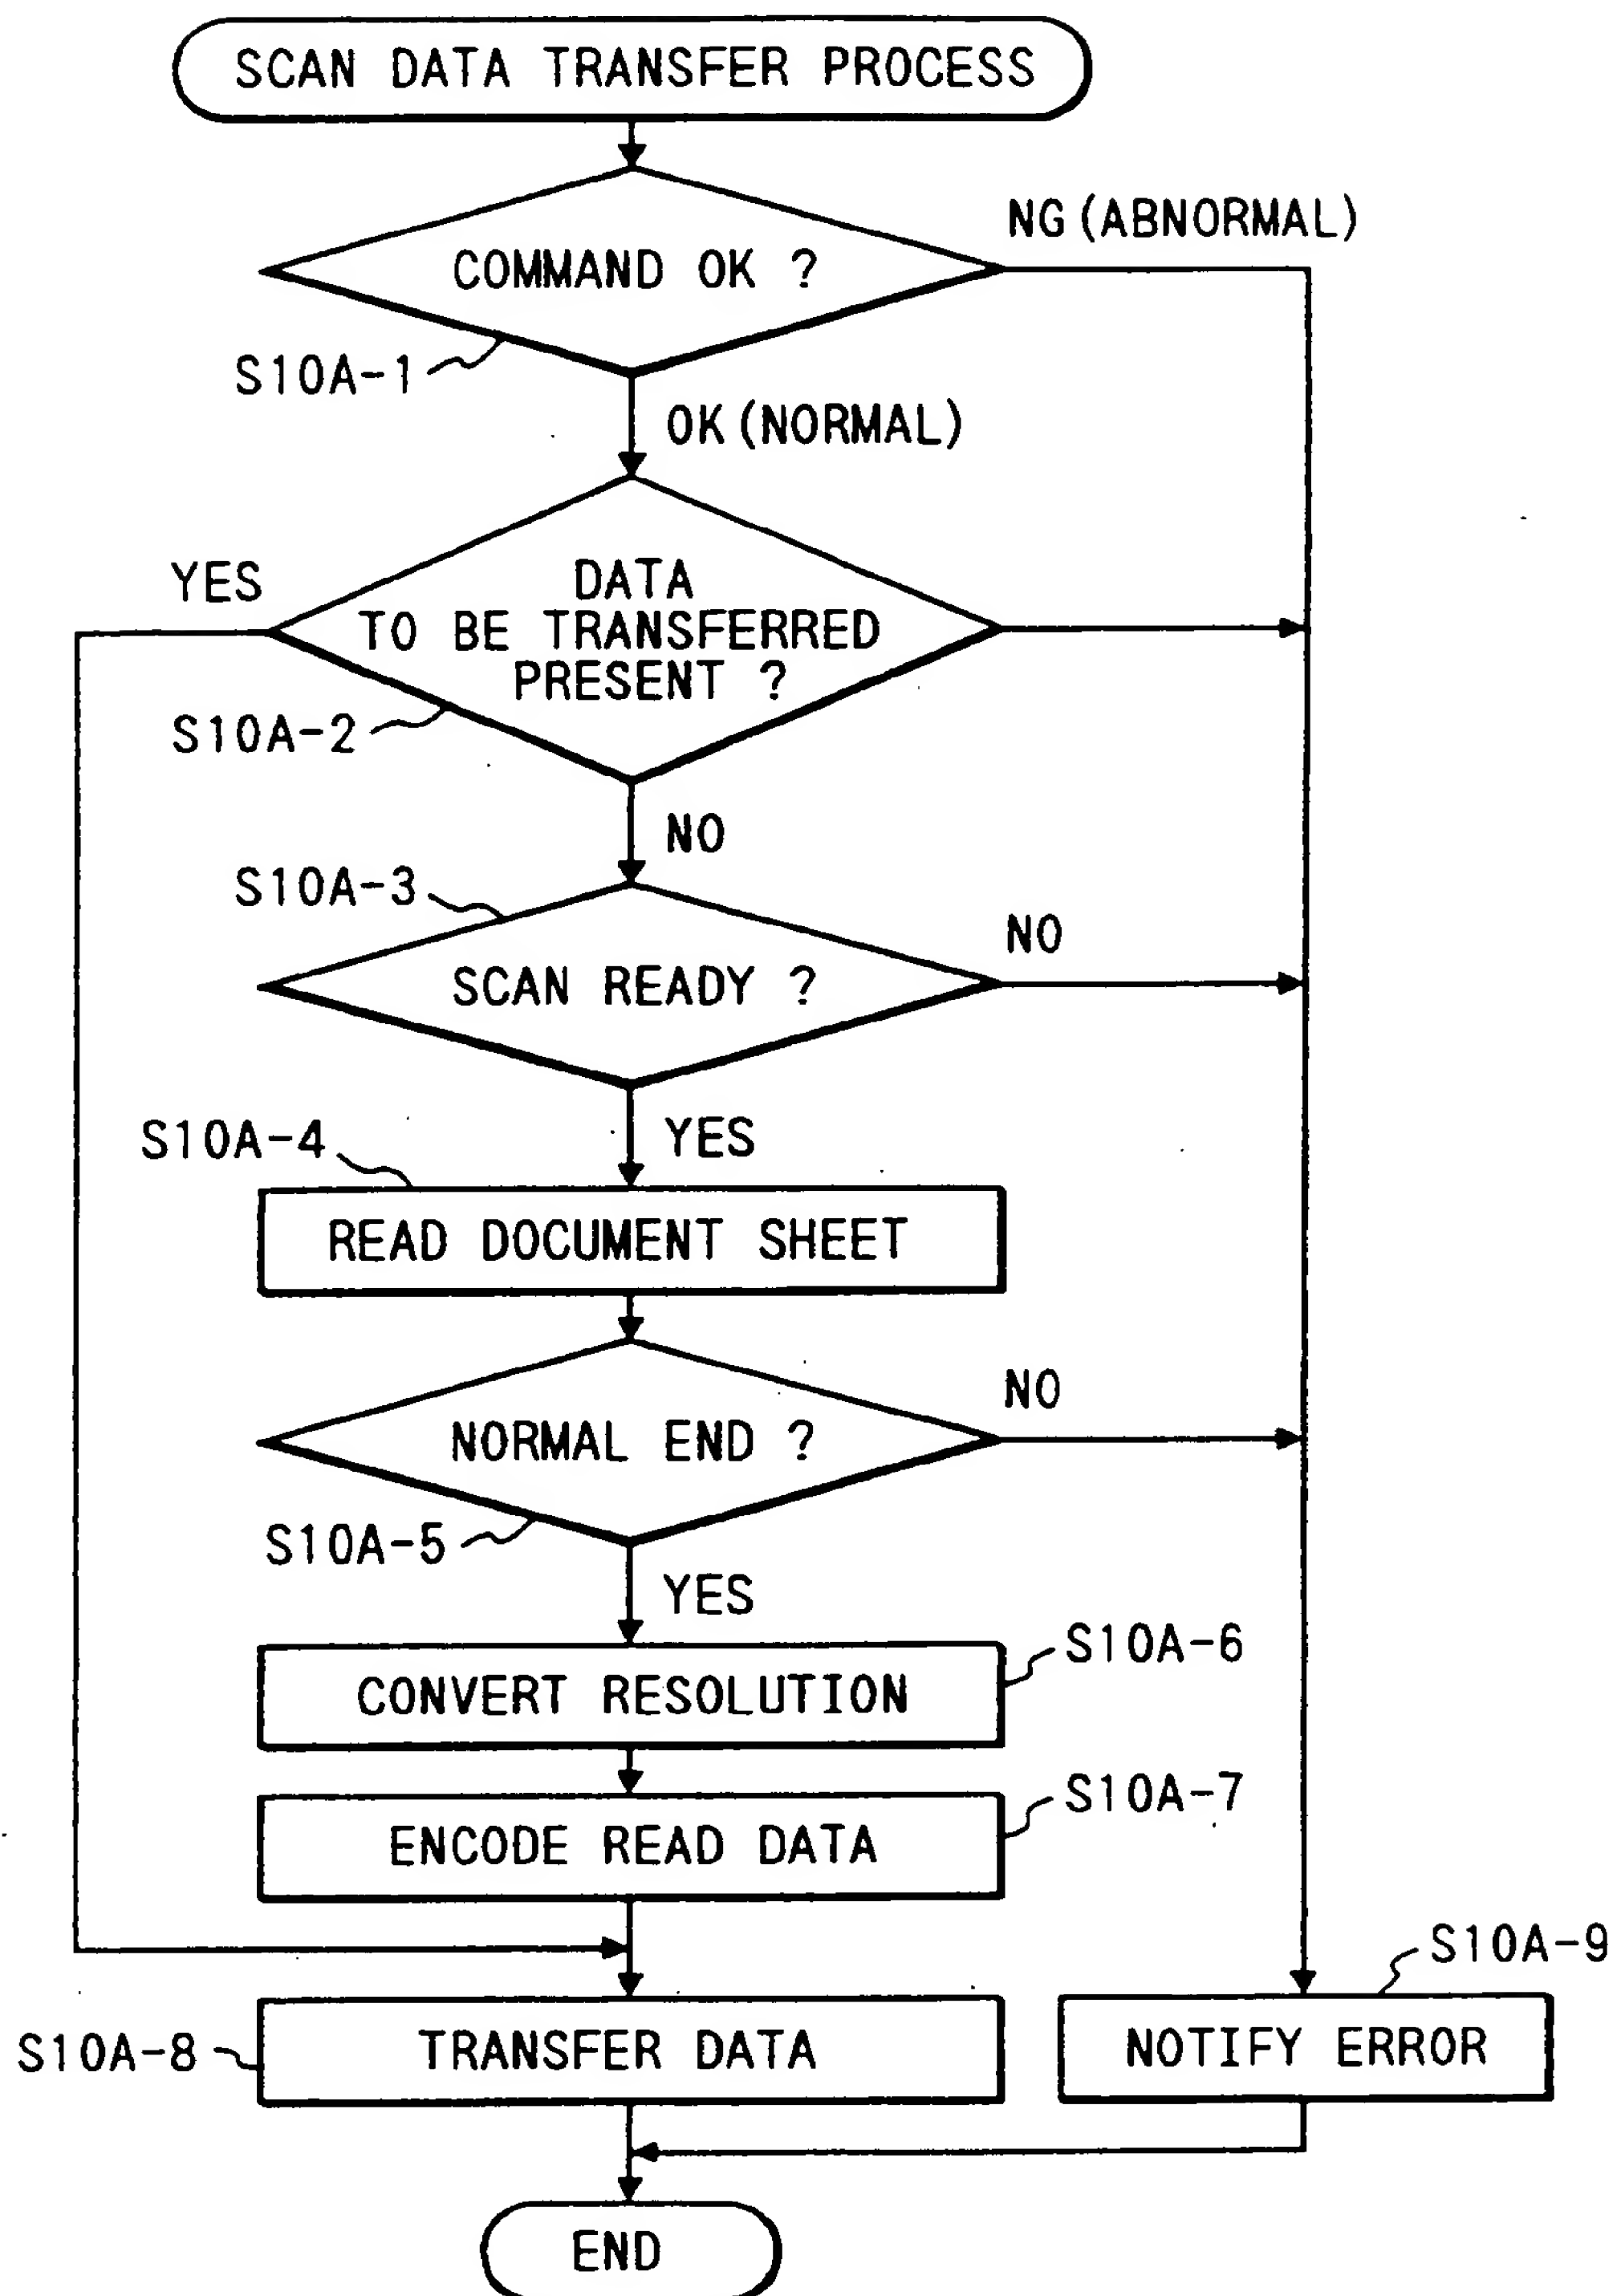 SCAN DATA TRANSFER PROCESS
NG (ABNORMAL)
COMMAND OK ?
S10A-1
OK (NORMAL)
YES
DATA
TO BE TRANSFERRED
PRESENT ?
S10A-2
NO
S10A-3
NO
SCAN READY ?
S10A-4
YES
READ DOCUMENT SHEET
NO
NORMAL END ?
S10A-5
YES
S10A-6
CONVERT RESOLUTION
S10A-7
ENCODE READ DATA
S10A-9
S10A-8
TRANSFER DATA
NOTIFY ERROR
END